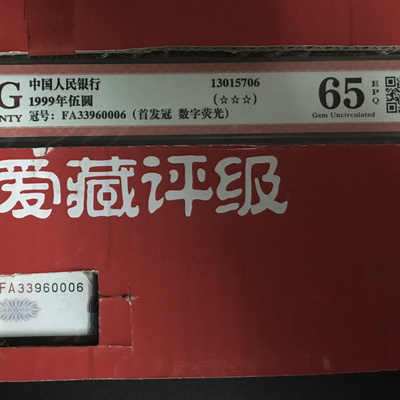 G
NTY
中国人民银行
1999年伍圆
冠号: FA33960006 (首发冠 数字荧光)
13015706
(☆☆☆)
65
EPQ
Gem Uncirculated
爱藏评级
FA33960006